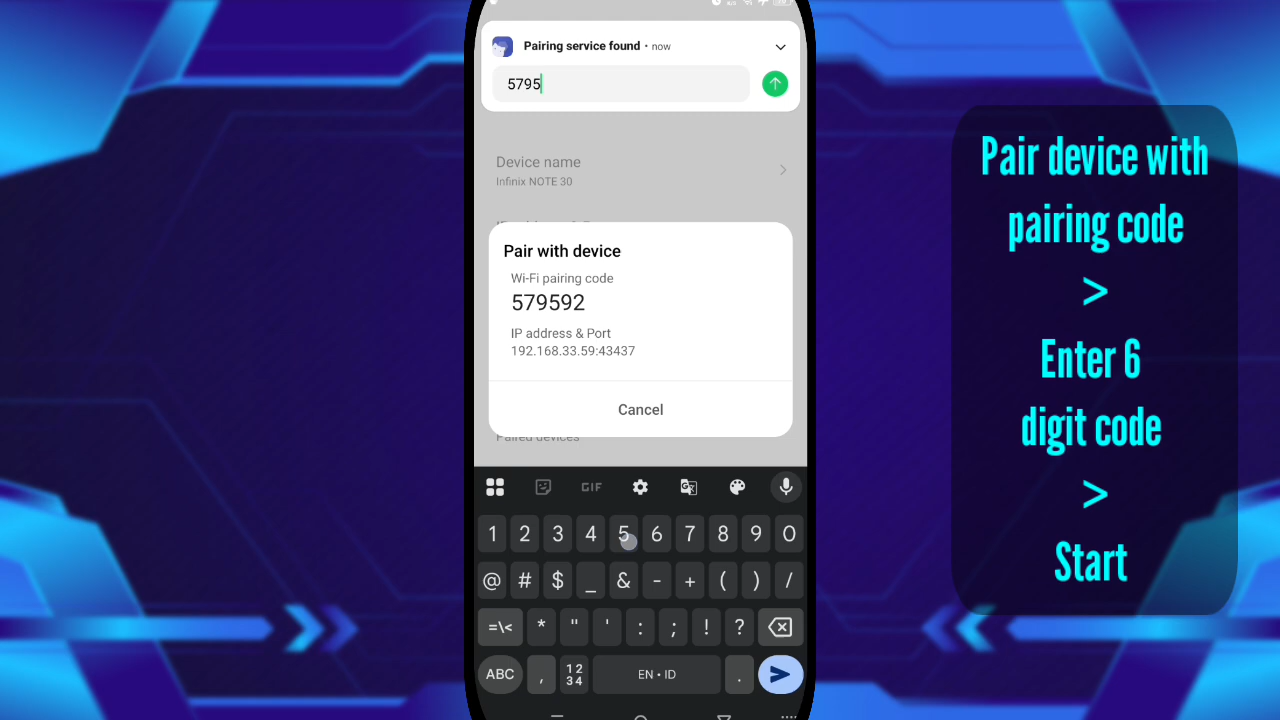 Pairing service found • now
5795
Device name
Infinix NOTE 30
Pair with device
Wi-Fi pairing code
579592
IP address & Port
192.168.33.59:43437
Cancel
Paired devices
GIF
1 2 3 4 5 6 7 8 9 0
@ # $ _ & - + ( ) /
=\< * " ' : ; ! ?
ABC , 12 34 EN • ID .
Pair device with
pairing code
>
Enter 6
digit code
>
Start